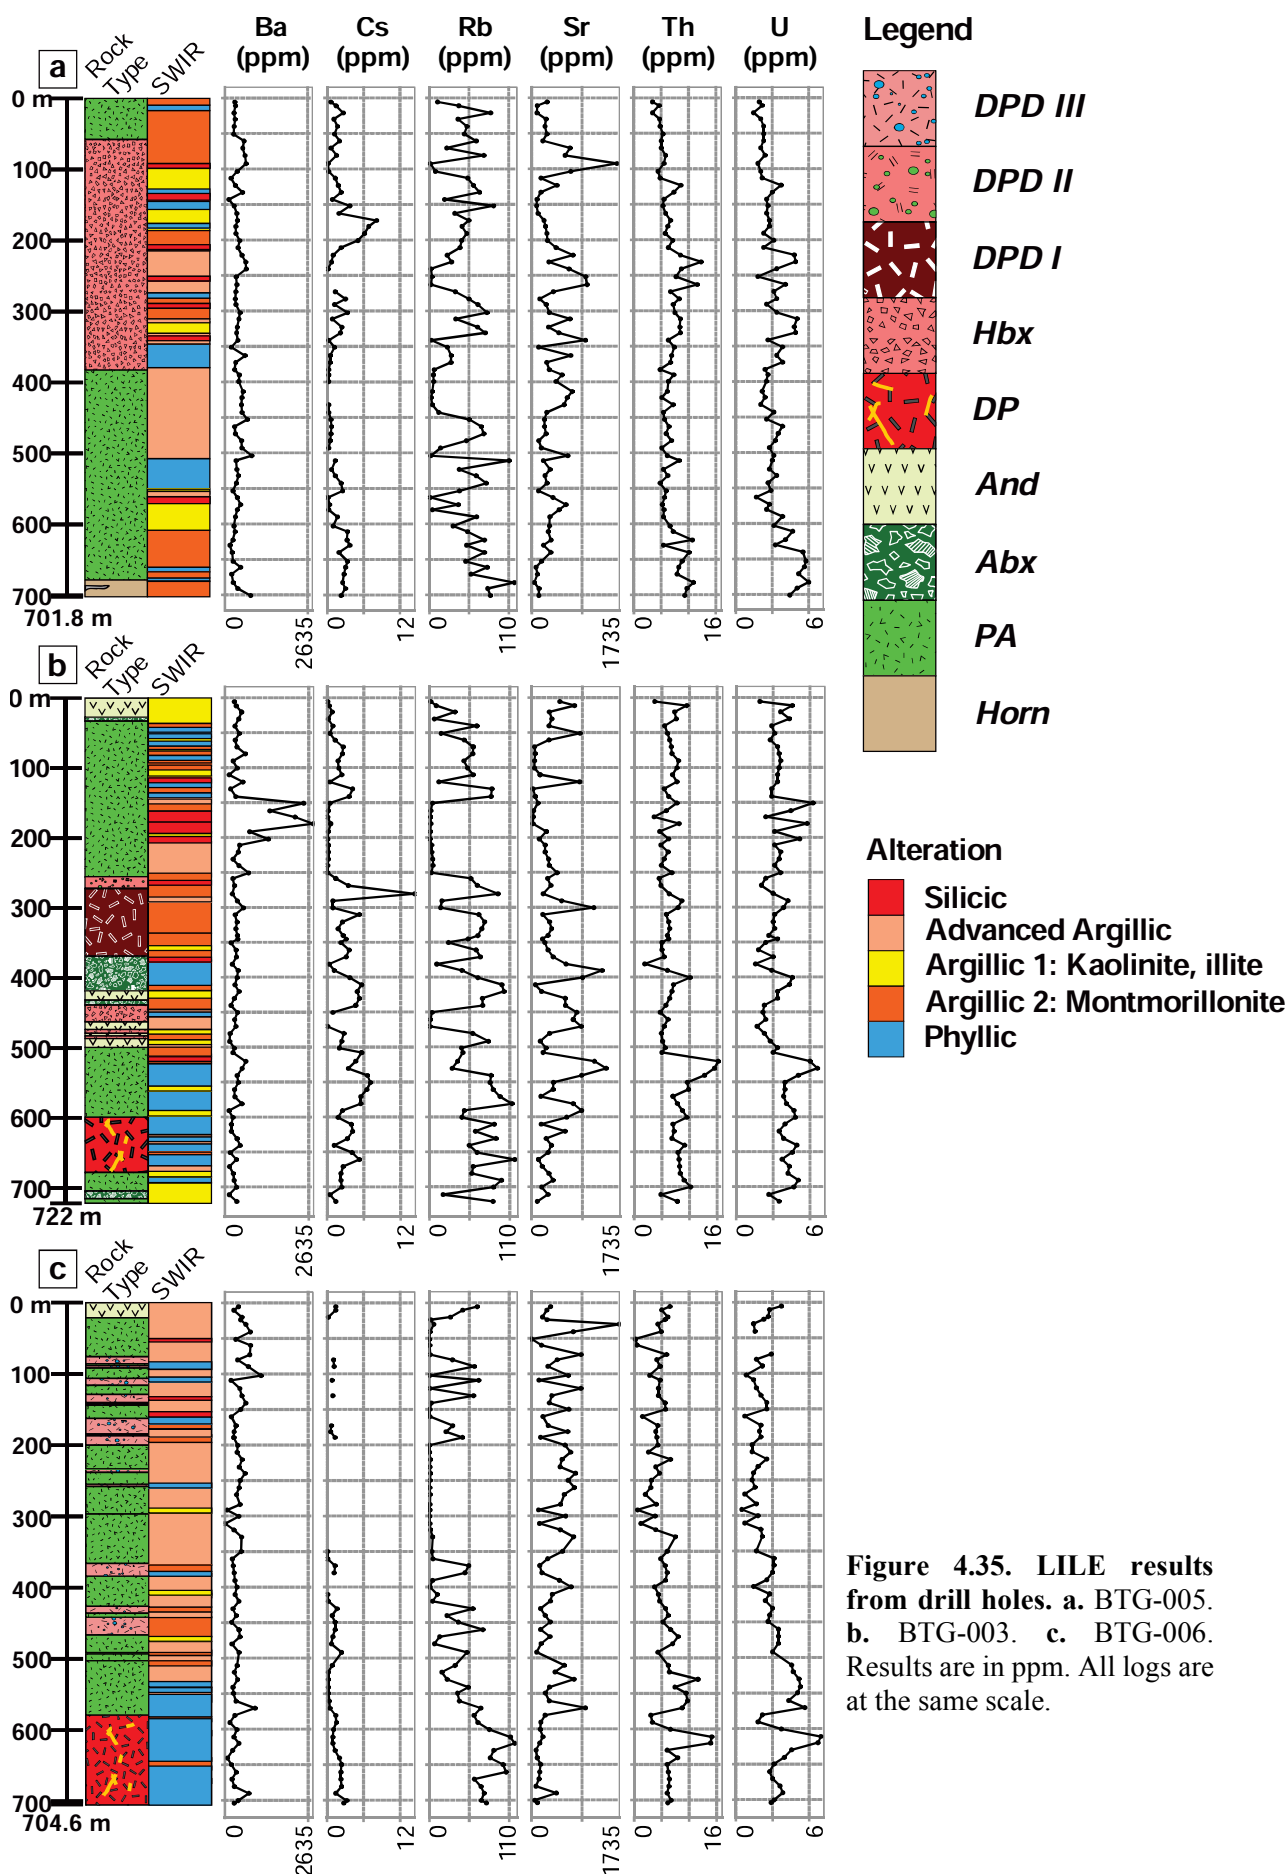 Ba Cs Rb Sr Th U
(ppm) (ppm) (ppm) (ppm) (ppm) (ppm)
a Rock Type SWIR
0 m
100
200
300
400
500
600
700
701.8 m
0 2635 0 12 0 110 0 1735 0 16 0 6
b Rock Type SWIR
0 m
100
200
300
400
500
600
700
722 m
0 2635 0 12 0 110 0 1735 0 16 0 6
c Rock Type SWIR
0 m
100
200
300
400
500
600
700
704.6 m
0 2635 0 12 0 110 0 1735 0 16 0 6
Legend
DPD III
DPD II
DPD I
Hbx
DP
And
Abx
PA
Horn
Alteration
Silicic
Advanced Argillic
Argillic 1: Kaolinite, illite
Argillic 2: Montmorillonite
Phyllic
Figure 4.35. LILE results
from drill holes. a. BTG-005.
b. BTG-003. c. BTG-006.
Results are in ppm. All logs are
at the same scale.